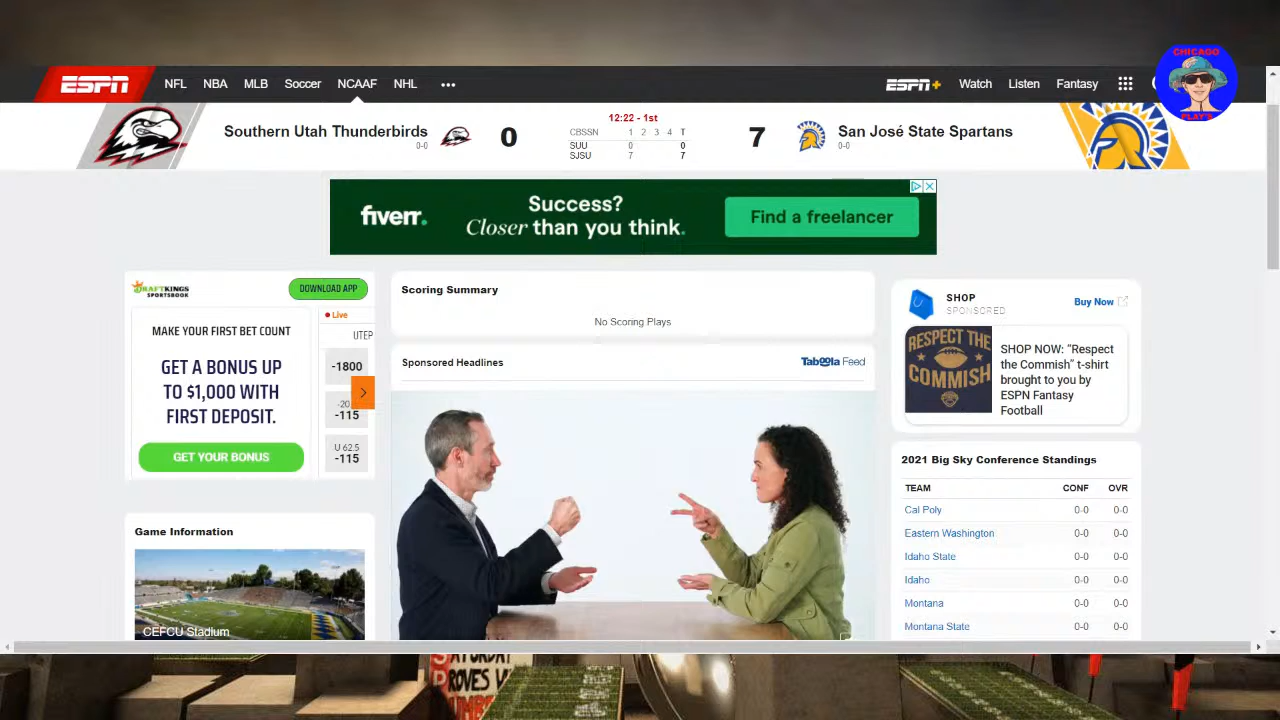 CHICAGO
PLAY'S
ESPN NFL NBA MLB Soccer NCAAF NHL ••• ESPN+ Watch Listen Fantasy
Southern Utah Thunderbirds
0-0
0
12:22 - 1st
CBSSN 1 2 3 4 T
SUU 0 0
SJSU 7 7
7
San José State Spartans
0-0
fiverr.
Success?
Closer than you think.
Find a freelancer
DRAFTKINGS
SPORTSBOOK
DOWNLOAD APP
MAKE YOUR FIRST BET COUNT
GET A BONUS UP
TO $1,000 WITH
FIRST DEPOSIT.
GET YOUR BONUS
Live
UTEP
-1800
-20
-115
U 62.5
-115
Game Information
CEFCU Stadium
Scoring Summary
No Scoring Plays
Sponsored Headlines
Taboola Feed
SHOP
SPONSORED
Buy Now
RESPECT THE
COMMISH
SHOP NOW: “Respect
the Commish” t-shirt
brought to you by
ESPN Fantasy
Football
2021 Big Sky Conference Standings
TEAM CONF OVR
Cal Poly 0-0 0-0
Eastern Washington 0-0 0-0
Idaho State 0-0 0-0
Idaho 0-0 0-0
Montana 0-0 0-0
Montana State 0-0 0-0
SATURDAY